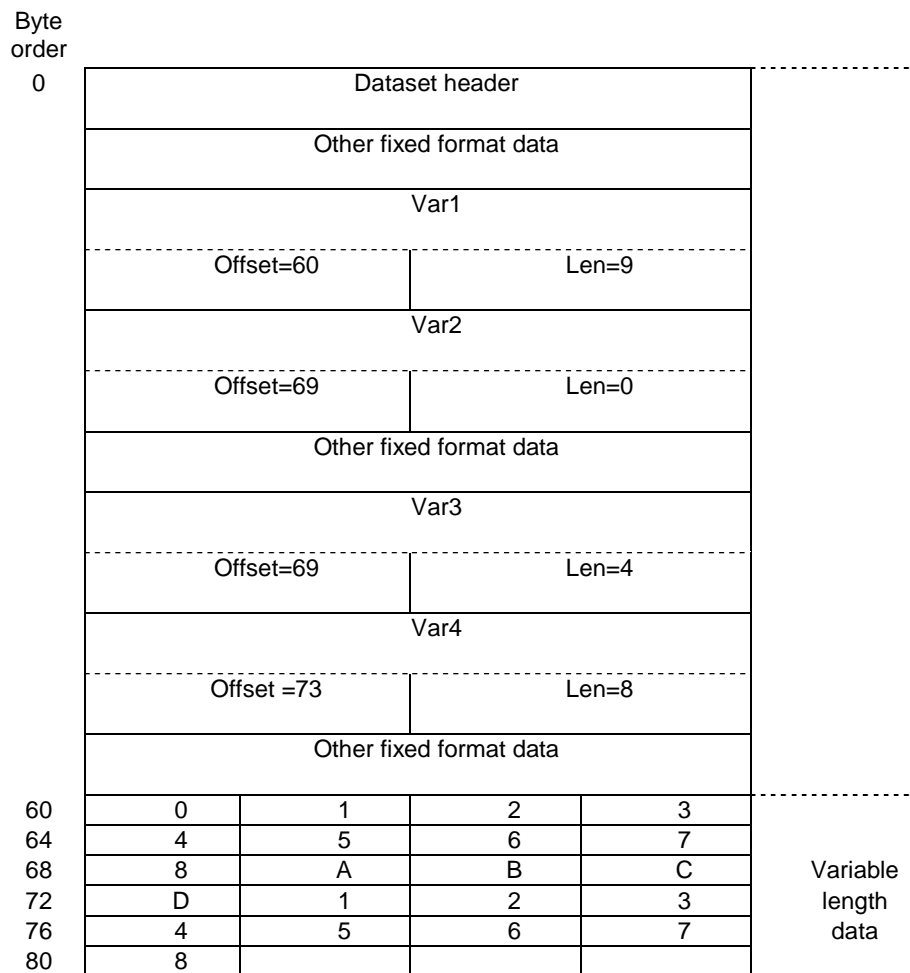 Byte
order
0 Dataset header
Other fixed format data
Var1
Offset=60 Len=9
Var2
Offset=69 Len=0
Other fixed format data
Var3
Offset=69 Len=4
Var4
Offset =73 Len=8
Other fixed format data
60 0 1 2 3
64 4 5 6 7
68 8 A B C Variable
72 D 1 2 3 length
76 4 5 6 7 data
80 8